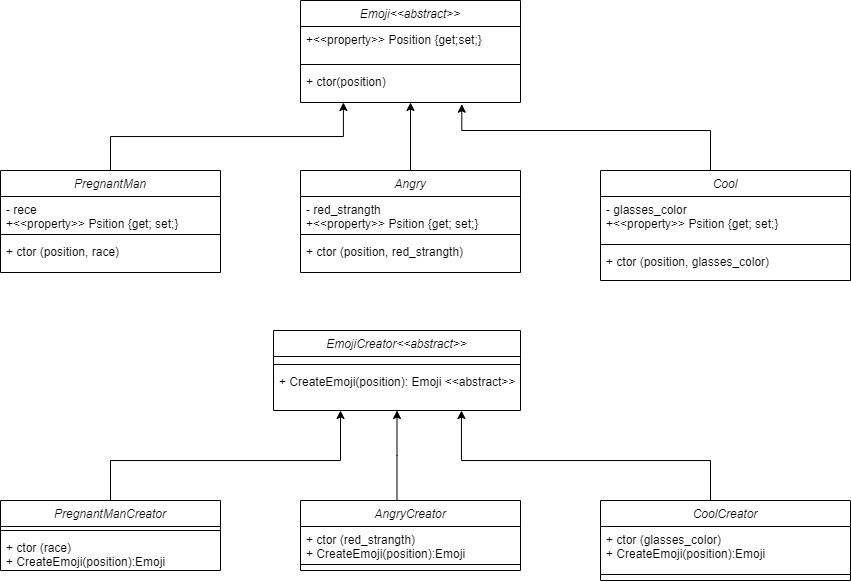 Emoji<<abstract>>
+<<property>> Position {get;set;}
+ ctor(position)
PregnantMan
- rece
+<<property>> Psition {get; set;}
+ ctor (position, race)
Angry
- red_strangth
+<<property>> Psition {get; set;}
+ ctor (position, red_strangth)
Cool
- glasses_color
+<<property>> Psition {get; set;}
+ ctor (position, glasses_color)
EmojiCreator<<abstract>>
+ CreateEmoji(position): Emoji <<abstract>>
PregnantManCreator
+ ctor (race)
+ CreateEmoji(position):Emoji
AngryCreator
+ ctor (red_strangth)
+ CreateEmoji(position):Emoji
CoolCreator
+ ctor (glasses_color)
+ CreateEmoji(position):Emoji